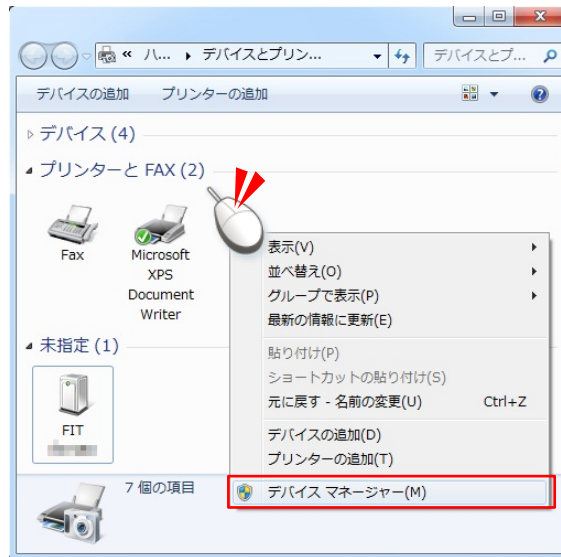 « ハ... デバイスとプリン... デバイスとプ...
デバイスの追加 プリンターの追加
デバイス (4)
プリンターと FAX (2)
Fax
Microsoft
XPS
Document
Writer
未指定 (1)
FIT
7 個の項目
表示(V)
並べ替え(O)
グループで表示(P)
最新の情報に更新(E)
貼り付け(P)
ショートカットの貼り付け(S)
元に戻す - 名前の変更(U) Ctrl+Z
デバイスの追加(D)
プリンターの追加(T)
デバイス マネージャー(M)